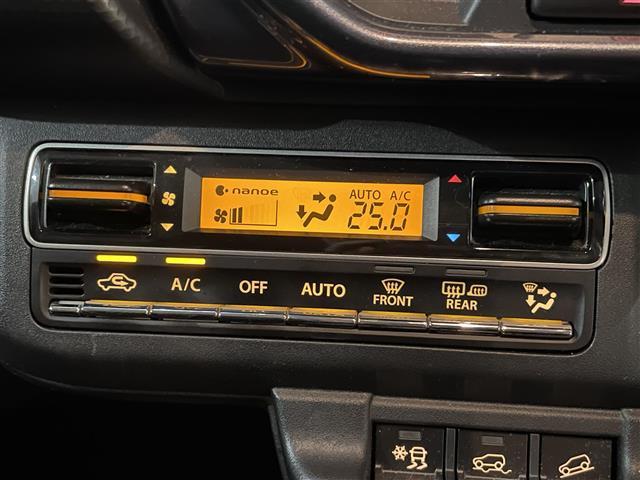 nanoe
AUTO A/C
25.0
A/C OFF AUTO FRONT REAR